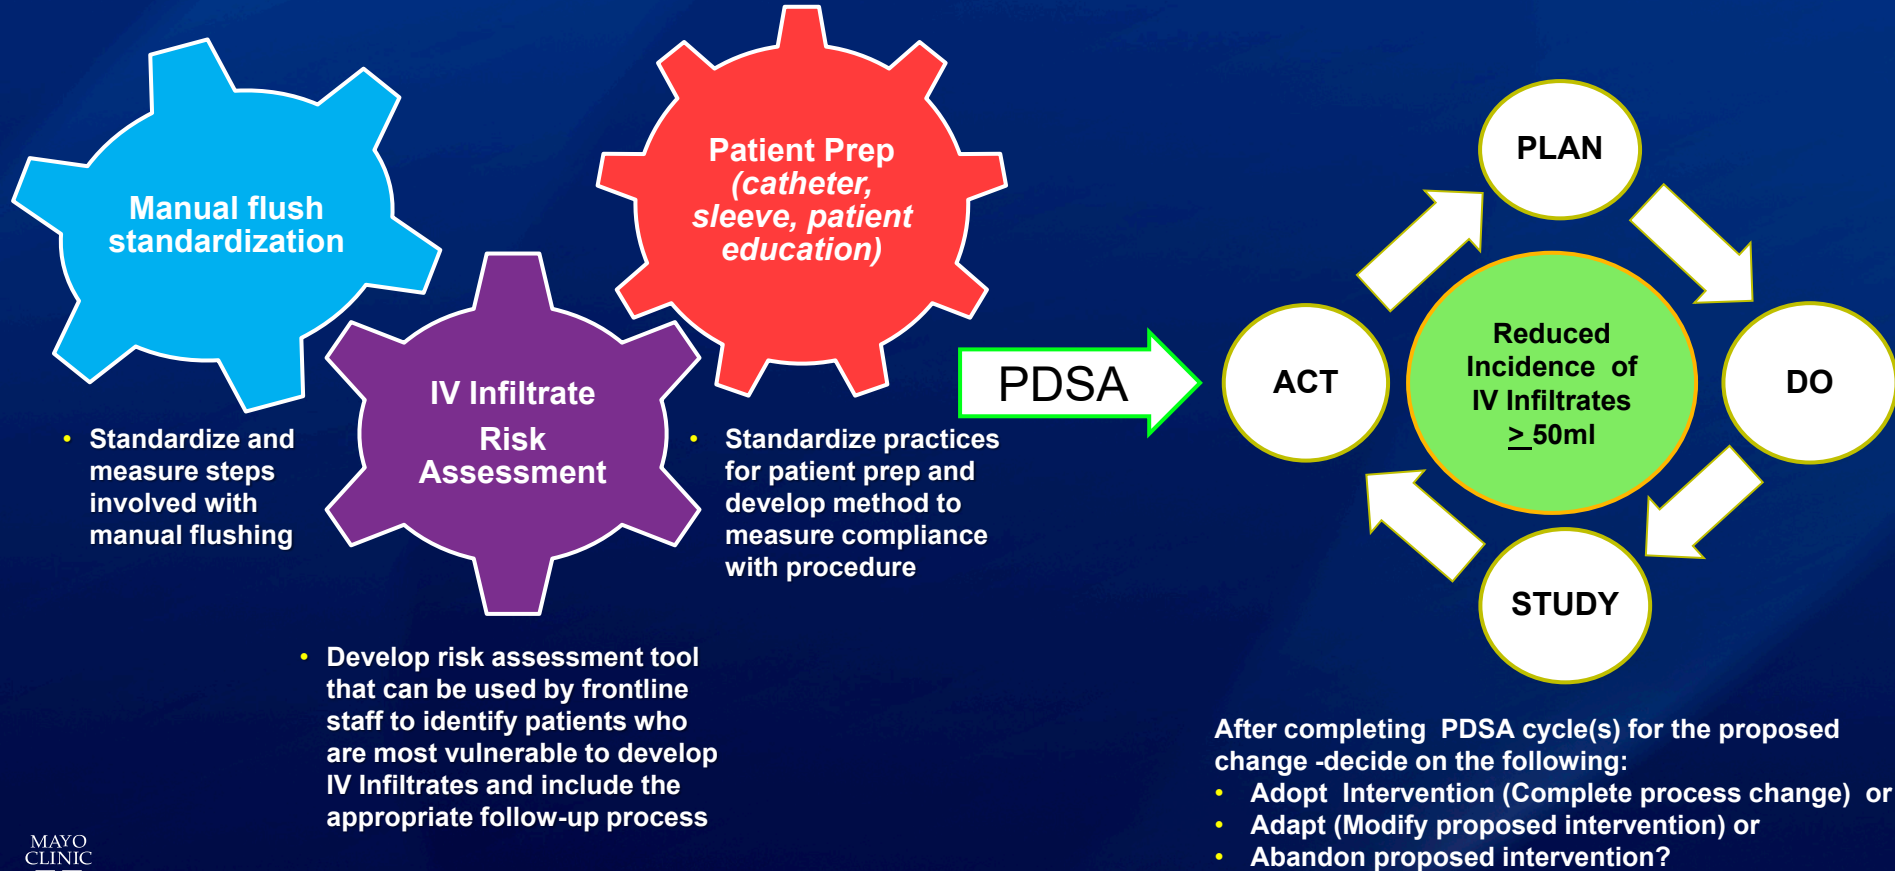 Manual flush
standardization
Patient Prep
(catheter,
sleeve, patient
education)
IV Infiltrate
Risk
Assessment
• Standardize and
measure steps
involved with
manual flushing
• Standardize practices
for patient prep and
develop method to
measure compliance
with procedure
• Develop risk assessment tool
that can be used by frontline
staff to identify patients who
are most vulnerable to develop
IV Infiltrates and include the
appropriate follow-up process
PDSA
PLAN
DO
STUDY
ACT
Reduced
Incidence of
IV Infiltrates
> 50ml
After completing PDSA cycle(s) for the proposed
change -decide on the following:
• Adopt Intervention (Complete process change) or
• Adapt (Modify proposed intervention) or
• Abandon proposed intervention?
MAYO
CLINIC